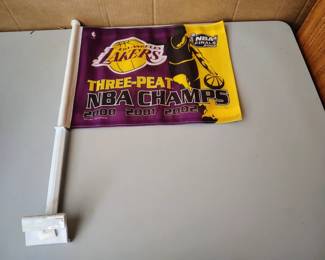 LOS ANGELES
LAKERS
NBA
FINALS
THREE-PEAT
NBA CHAMPS
2000 2001 2002